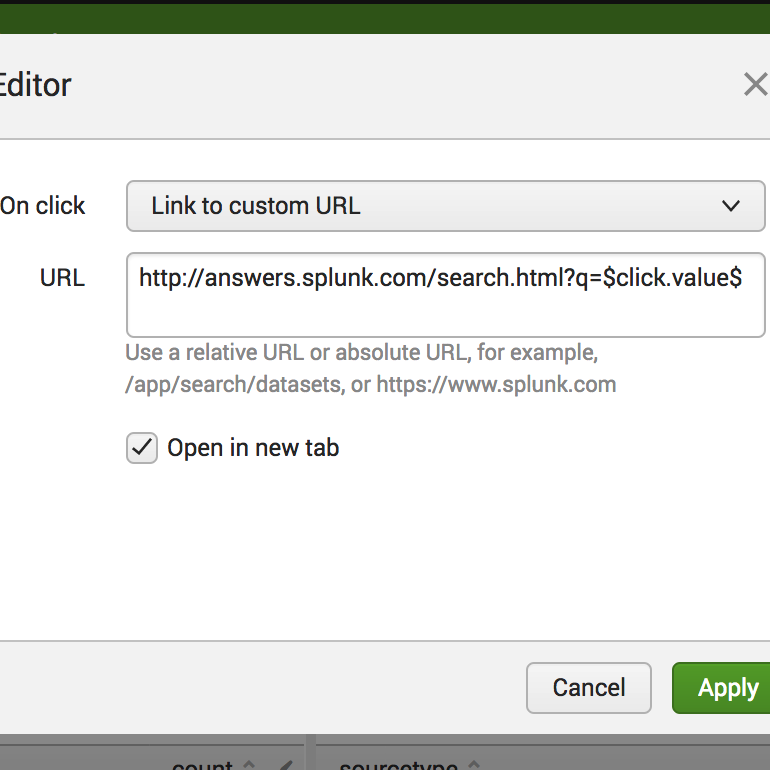 Editor
On click
Link to custom URL
URL
http://answers.splunk.com/search.html?q=$click.value$
Use a relative URL or absolute URL, for example,
/app/search/datasets, or https://www.splunk.com
Open in new tab
Cancel
Apply
count
sourcetype